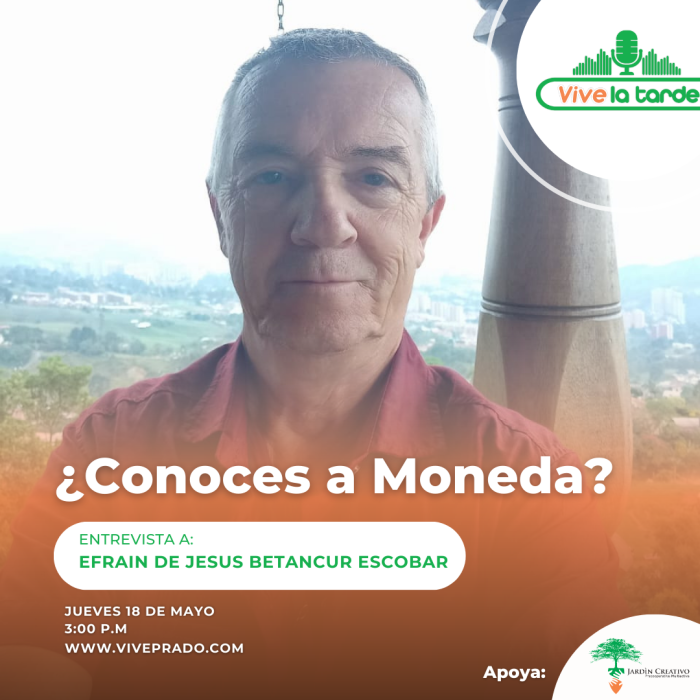 Vive la tarde
¿Conoces a Moneda?
ENTREVISTA A:
EFRAIN DE JESUS BETANCUR ESCOBAR
JUEVES 18 DE MAYO
3:00 P.M
WWW.VIVEPRADO.COM
Apoya:
JARDÍN CREATIVO